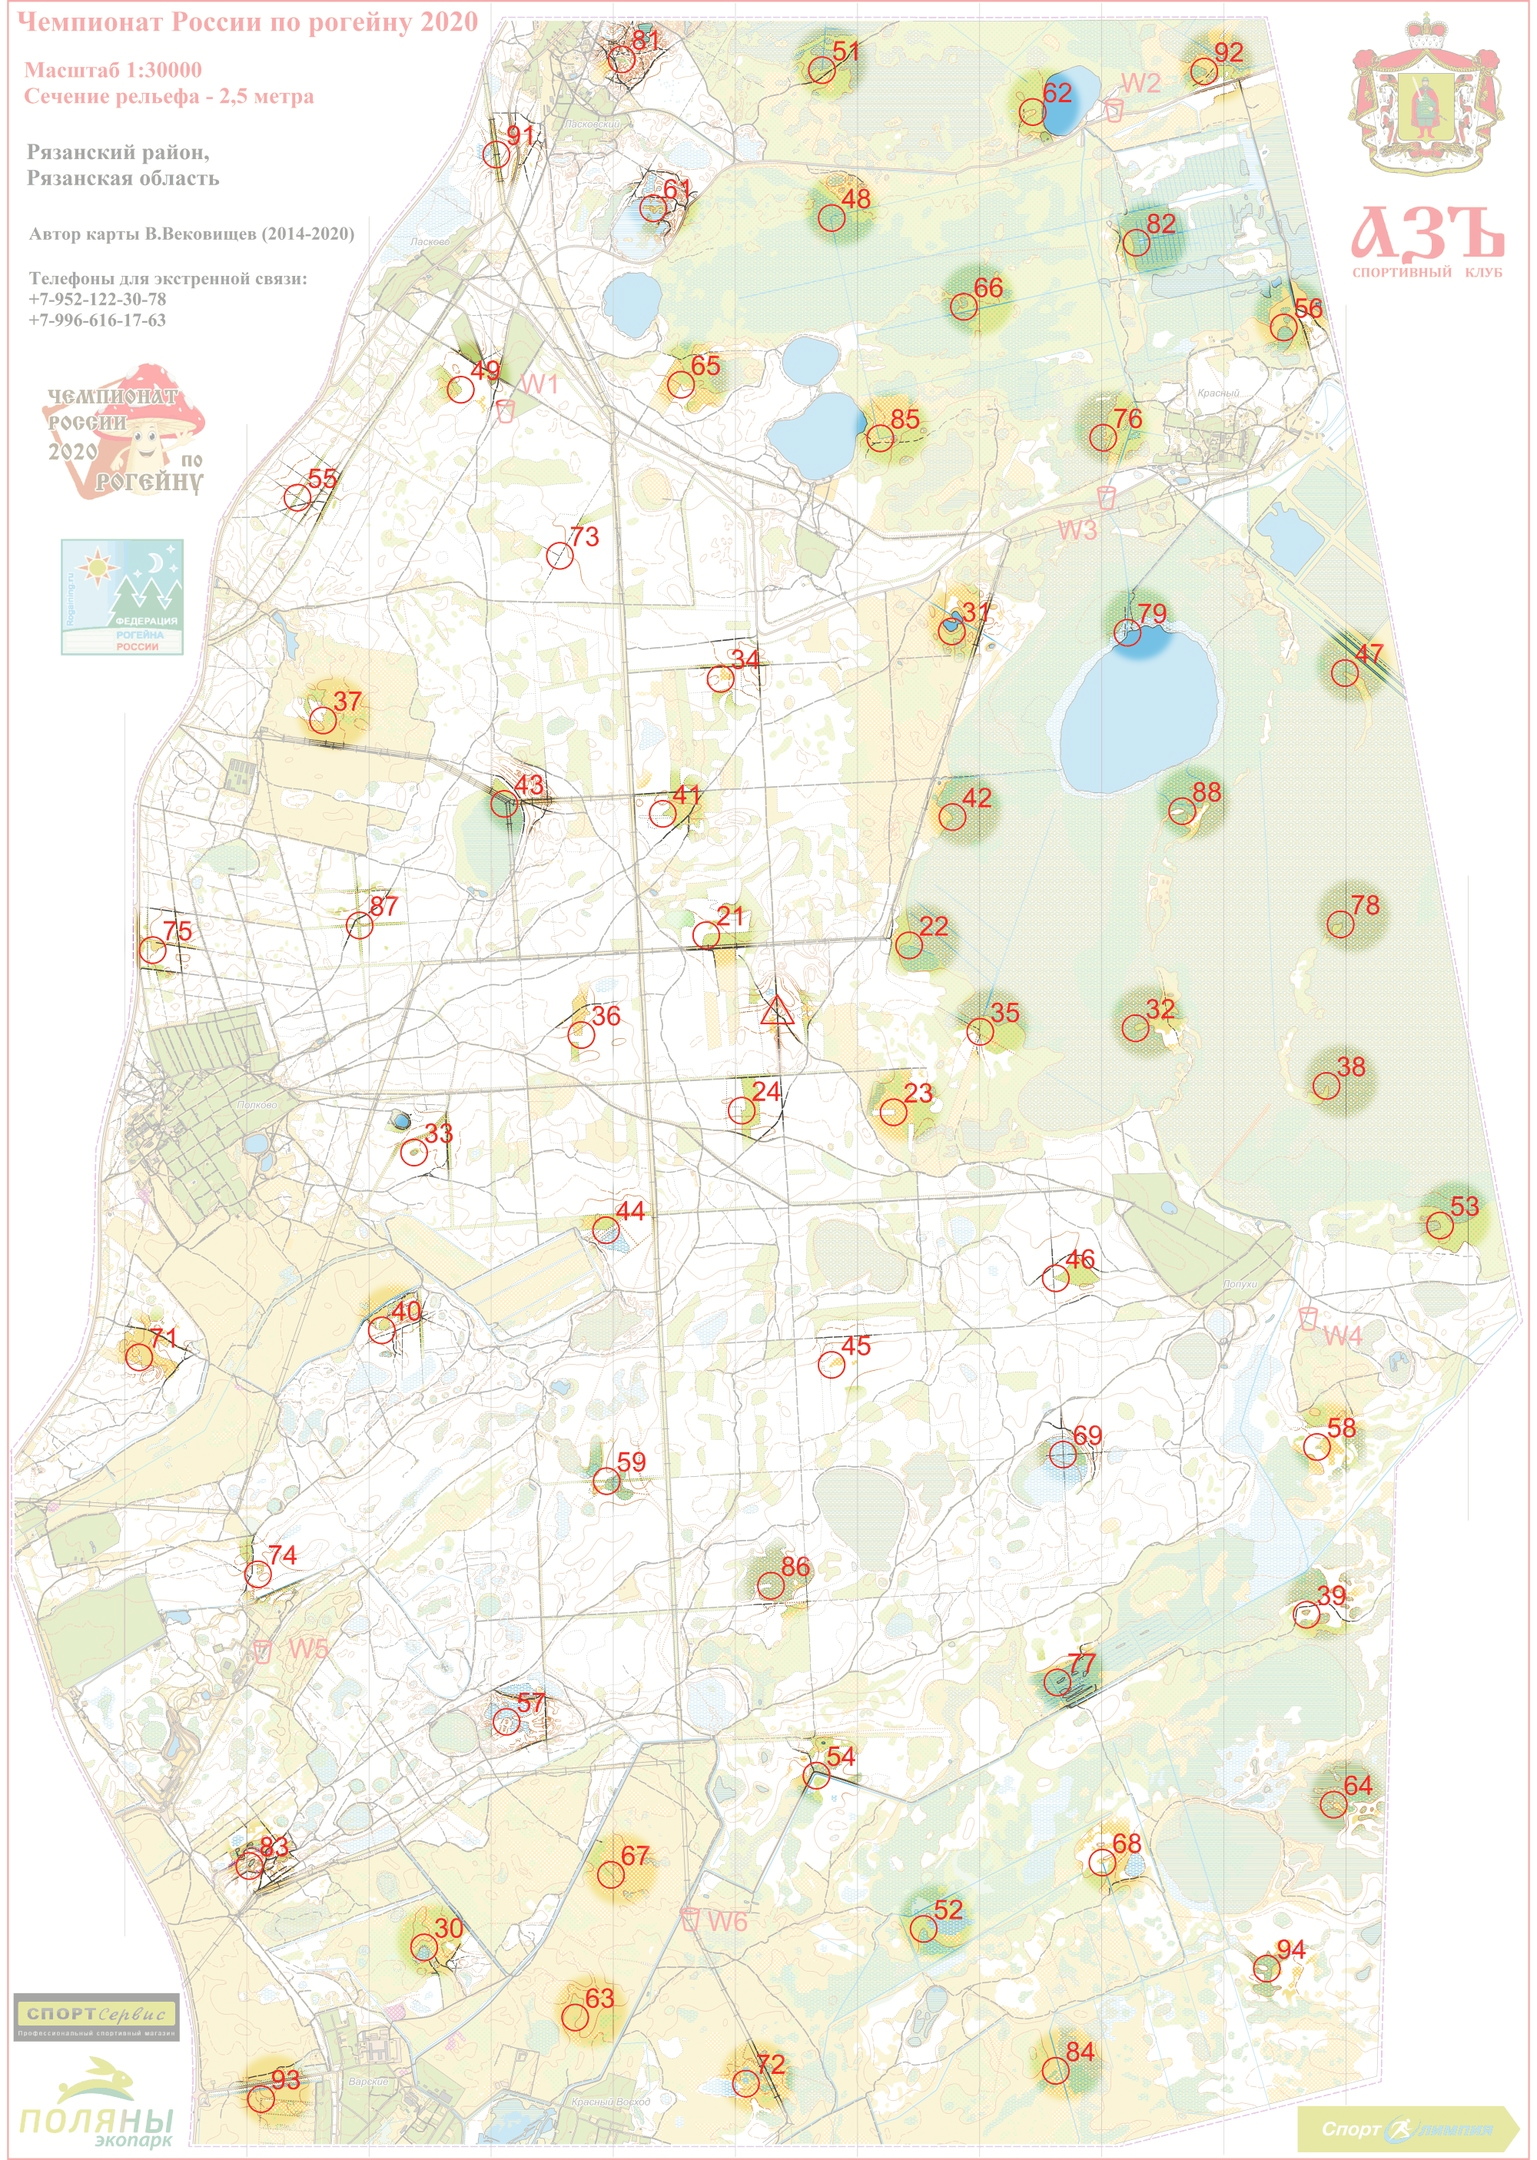 Чемпионат России по рогейну 2020
Масштаб 1:30000
Сечение рельефа - 2,5 метра
Рязанский район,
Рязанская область
Автор карты В.Вековищев (2014-2020)
Телефоны для экстренной связи:
+7-952-122-30-78
+7-996-616-17-63
ЧЕМПИОНАТ
РОССИИ
2020 ПО
РОГЕЙНУ
Rogaining.ru
ФЕДЕРАЦИЯ
РОГЕЙНА
РОССИИ
АЗЪ
СПОРТИВНЫЙ КЛУБ
81
51
92
62
W2
91
Ласковский
61
48
82
Ласково
66
56
49
W1
65
Красный
85
76
55
W3
73
31
79
34
47
37
43
41
42
88
87
21
22
78
75
36
35
32
24
23
38
Полково
33
44
53
46
Полухи
40
W4
71
45
58
69
59
74
86
39
W5
77
57
54
64
83
67
68
W6
52
30
94
63
72
84
93
Варские
Красный Восход
СПОРТСервис
Профессиональный спортивный магазин
ПОЛЯНЫ
экопарк
Спорт